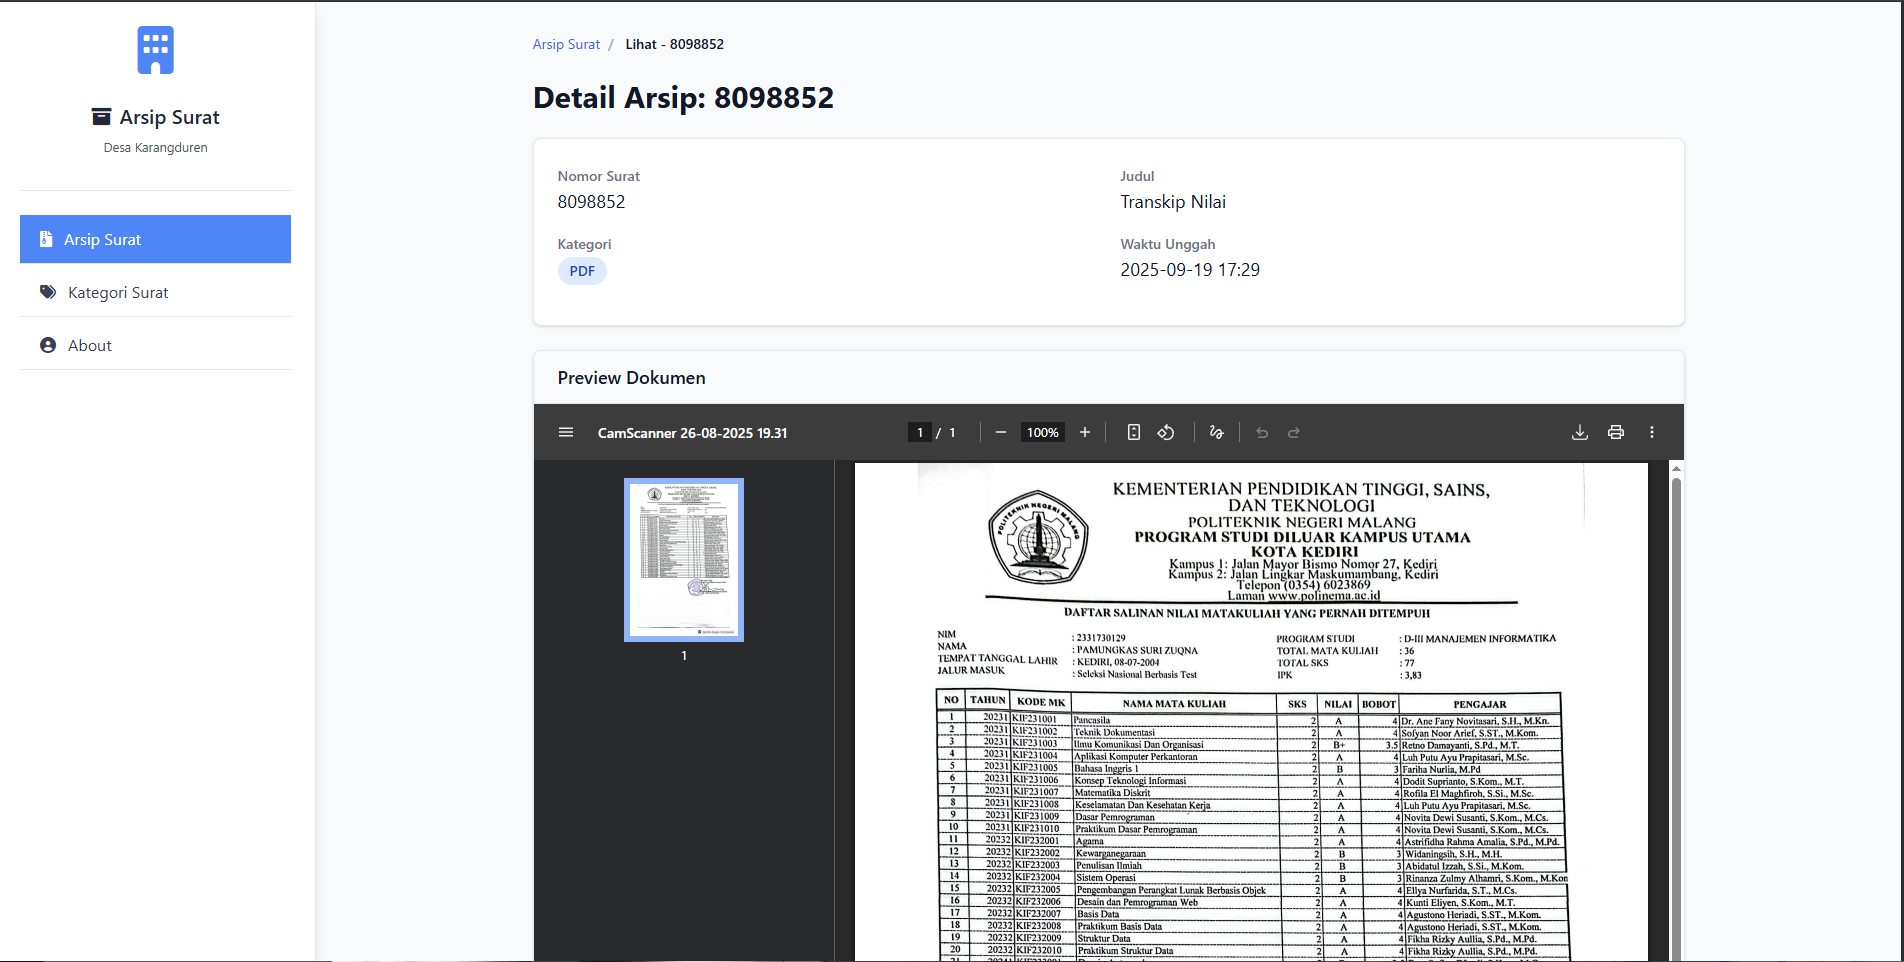 Arsip Surat
Desa Karangduren
Arsip Surat
Kategori Surat
About
Arsip Surat / Lihat - 8098852
Detail Arsip: 8098852
Nomor Surat
8098852
Judul
Transkip Nilai
Kategori
PDF
Waktu Unggah
2025-09-19 17:29
Preview Dokumen
CamScanner 26-08-2025 19.31
1 / 1
100%
1
POLITEKNIK NEGERI MALANG
KEMENTERIAN PENDIDIKAN TINGGI, SAINS,
DAN TEKNOLOGI
POLITEKNIK NEGERI MALANG
PROGRAM STUDI DILUAR KAMPUS UTAMA
KOTA KEDIRI
Kampus 1: Jalan Mayor Bismo Nomor 27, Kediri
Kampus 2: Jalan Lingkar Maskumambang, Kediri
Telepon (0354) 6023869
Laman www.polinema.ac.id
DAFTAR SALINAN NILAI MATAKULIAH YANG PERNAH DITEMPUH
NIM : 2331730129
NAMA : PAMUNGKAS SURI ZUQNA
TEMPAT TANGGAL LAHIR : KEDIRI, 08-07-2004
JALUR MASUK : Seleksi Nasional Berbasis Test
PROGRAM STUDI : D-III MANAJEMEN INFORMATIKA
TOTAL MATA KULIAH : 36
TOTAL SKS : 77
IPK : 3,83
NO TAHUN KODE MK NAMA MATA KULIAH SKS NILAI BOBOT PENGAJAR
1 20231 KIF231001 Pancasila 2 A 4 Dr. Ane Fany Novitasari, S.H., M.Kn.
2 20231 KIF231002 Teknik Dokumentasi 2 A 4 Sofyan Noor Arief, S.ST., M.Kom.
3 20231 KIF231003 Ilmu Komunikasi Dan Organisasi 2 B+ 3.5 Retno Damayanti, S.Pd., M.T.
4 20231 KIF231004 Aplikasi Komputer Perkantoran 2 A 4 Luh Putu Ayu Prapitasari, M.Sc.
5 20231 KIF231005 Bahasa Inggris 1 2 B 3 Fariha Nurlia, M.Pd
6 20231 KIF231006 Konsep Teknologi Informasi 2 A 4 Dodit Suprianto, S.Kom., M.T.
7 20231 KIF231007 Matematika Diskrit 2 A 4 Rofila El Maghfiroh, S.Si., M.Sc.
8 20231 KIF231008 Keselamatan Dan Kesehatan Kerja 2 A 4 Luh Putu Ayu Prapitasari, M.Sc.
9 20231 KIF231009 Dasar Pemrograman 2 A 4 Novita Dewi Susanti, S.Kom., M.Cs.
10 20231 KIF231010 Praktikum Dasar Pemrograman 2 A 4 Novita Dewi Susanti, S.Kom., M.Cs.
11 20232 KIF232001 Agama 2 A 4 Astrifidha Rahma Amalia, S.Pd., M.Pd.
12 20232 KIF232002 Kewarganegaraan 2 B 3 Widaningsih, S.H., M.H.
13 20232 KIF232003 Penulisan Ilmiah 2 B 3 Abidatul Izzah, S.Si., M.Kom.
14 20232 KIF232004 Sistem Operasi 2 B 3 Rinanza Zulmy Alhamri, S.Kom., M.Kon
15 20232 KIF232005 Pengembangan Perangkat Lunak Berbasis Objek 2 A 4 Ellya Nurfarida, S.T., M.Cs.
16 20232 KIF232006 Desain dan Pemrograman Web 2 A 4 Kunti Eliyen, S.Kom., M.T.
17 20232 KIF232007 Basis Data 2 A 4 Agustono Heriadi, S.ST., M.Kom.
18 20232 KIF232008 Praktikum Basis Data 2 A 4 Agustono Heriadi, S.ST., M.Kom.
19 20232 KIF232009 Struktur Data 2 A 4 Fikha Rizky Aullia, S.Pd., M.Pd.
20 20232 KIF232010 Praktikum Struktur Data 2 A 4 Fikha Rizky Aullia, S.Pd., M.Pd.